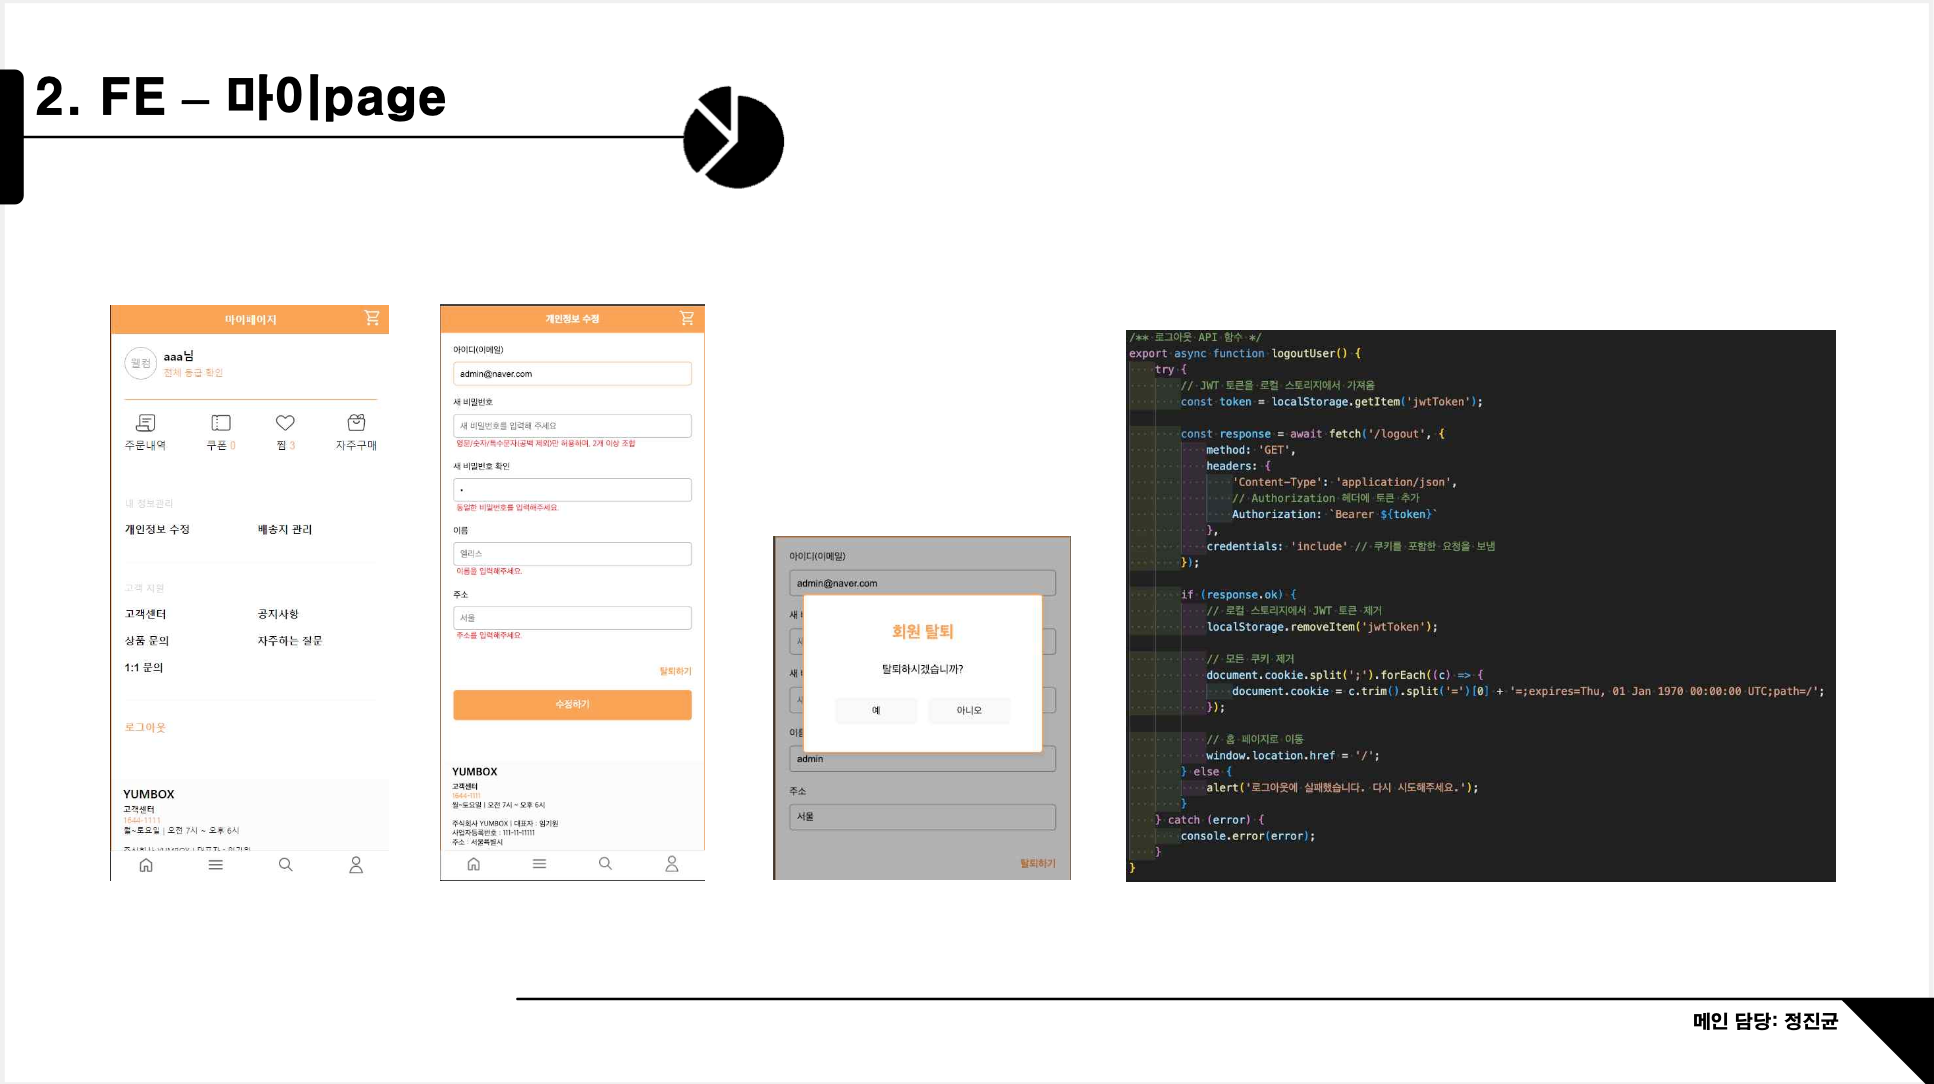 2. FE – 마이page
마이페이지
웰컴
aaa님
전체 등급 확인
주문내역
쿠폰 0
찜 3
자주구매
내 정보관리
개인정보 수정
배송지 관리
고객 지원
고객센터
공지사항
상품 문의
자주하는 질문
1:1 문의
로그아웃
YUMBOX
고객센터
1644-1111
월~토요일 | 오전 7시 ~ 오후 6시
주식회사 YUMBOX | 대표자 : 임기원
개인정보 수정
아이디(이메일)
admin@naver.com
새 비밀번호
새 비밀번호를 입력해 주세요
영문/숫자/특수문자(공백 제외)만 허용하며, 2개 이상 조합
새 비밀번호 확인
•
동일한 비밀번호를 입력해주세요.
이름
엘리스
이름을 입력해주세요.
주소
서울
주소를 입력해주세요.
탈퇴하기
수정하기
YUMBOX
고객센터
1644-1111
월~토요일 | 오전 7시 ~ 오후 6시
주식회사 YUMBOX | 대표자 : 임기원
사업자등록번호 : 111-11-11111
주소 : 서울특별시
아이디(이메일)
admin@naver.com
새
새
회원 탈퇴
탈퇴하시겠습니까?
예
아니오
이름
admin
주소
서울
탈퇴하기
/** 로그아웃 API 함수 */
export async function logoutUser() {
try {
// JWT 토큰을 로컬 스토리지에서 가져옴
const token = localStorage.getItem('jwtToken');
const response = await fetch('/logout', {
method: 'GET',
headers: {
'Content-Type': 'application/json',
// Authorization 헤더에 토큰 추가
Authorization: `Bearer ${token}`
},
credentials: 'include' // 쿠키를 포함한 요청을 보냄
});
if (response.ok) {
// 로컬 스토리지에서 JWT 토큰 제거
localStorage.removeItem('jwtToken');
// 모든 쿠키 제거
document.cookie.split(';').forEach((c) => {
document.cookie = c.trim().split('=')[0] + '=;expires=Thu, 01 Jan 1970 00:00:00 UTC;path=/';
});
// 홈 페이지로 이동
window.location.href = '/';
} else {
alert('로그아웃에 실패했습니다. 다시 시도해주세요.');
}
} catch (error) {
console.error(error);
}
}
메인 담당: 정진균